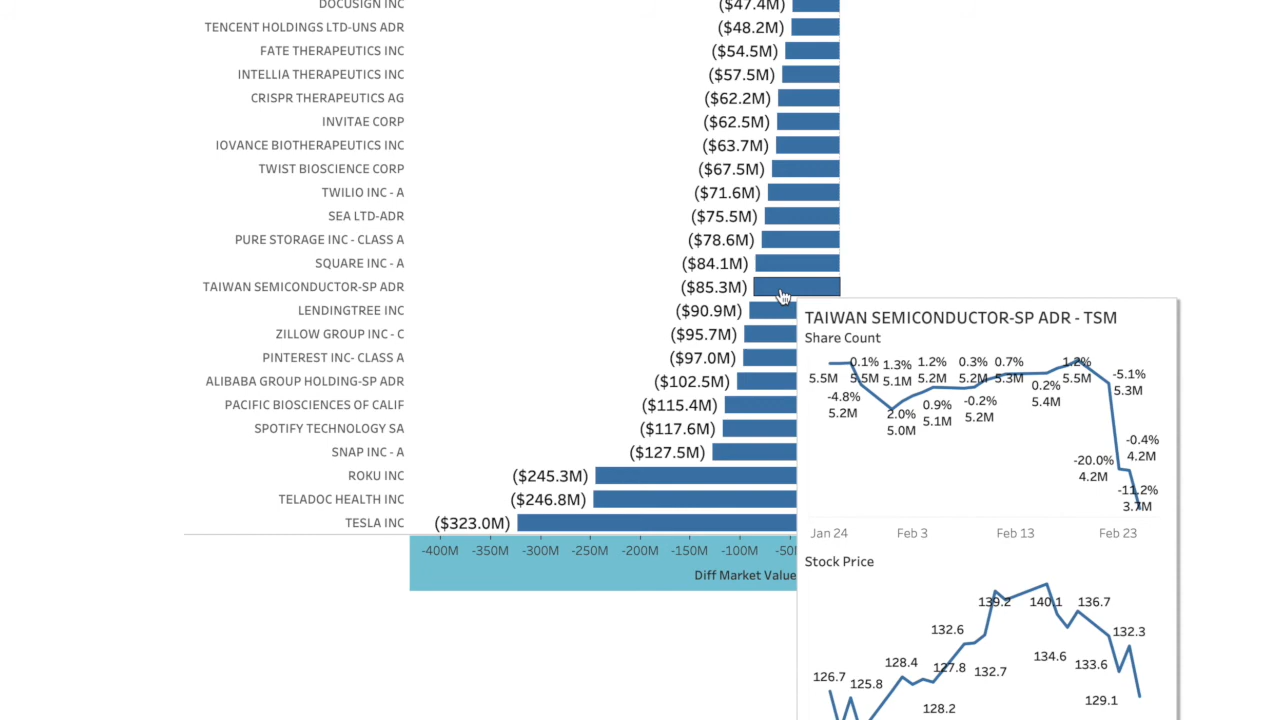 DOCUSIGN INC ($47.4M)
TENCENT HOLDINGS LTD-UNS ADR ($48.2M)
FATE THERAPEUTICS INC ($54.5M)
INTELLIA THERAPEUTICS INC ($57.5M)
CRISPR THERAPEUTICS AG ($62.2M)
INVITAE CORP ($62.5M)
IOVANCE BIOTHERAPEUTICS INC ($63.7M)
TWIST BIOSCIENCE CORP ($67.5M)
TWILIO INC - A ($71.6M)
SEA LTD-ADR ($75.5M)
PURE STORAGE INC - CLASS A ($78.6M)
SQUARE INC - A ($84.1M)
TAIWAN SEMICONDUCTOR-SP ADR ($85.3M)
LENDINGTREE INC ($90.9M)
ZILLOW GROUP INC - C ($95.7M)
PINTEREST INC- CLASS A ($97.0M)
ALIBABA GROUP HOLDING-SP ADR ($102.5M)
PACIFIC BIOSCIENCES OF CALIF ($115.4M)
SPOTIFY TECHNOLOGY SA ($117.6M)
SNAP INC - A ($127.5M)
ROKU INC ($245.3M)
TELADOC HEALTH INC ($246.8M)
TESLA INC ($323.0M)
-400M -350M -300M -250M -200M -150M -100M
Diff Market Value
TAIWAN SEMICONDUCTOR-SP ADR - TSM
Share Count
0.1% 1.3% 1.2% 0.3% 0.7% 1.2% -5.1%
5.5M 5.5M 5.1M 5.2M 5.2M 5.3M 5.5M 5.3M
-4.8% 2.0% 0.9% -0.2% 0.2%
5.2M 5.0M 5.1M 5.2M 5.4M
-0.4%
4.2M
-20.0%
4.2M
-11.2%
3.7M
Jan 24 Feb 3 Feb 13 Feb 23
Stock Price
139.2 140.1 136.7
132.6 132.3
128.4 127.8 132.7 134.6 133.6
126.7 125.8
128.2 129.1